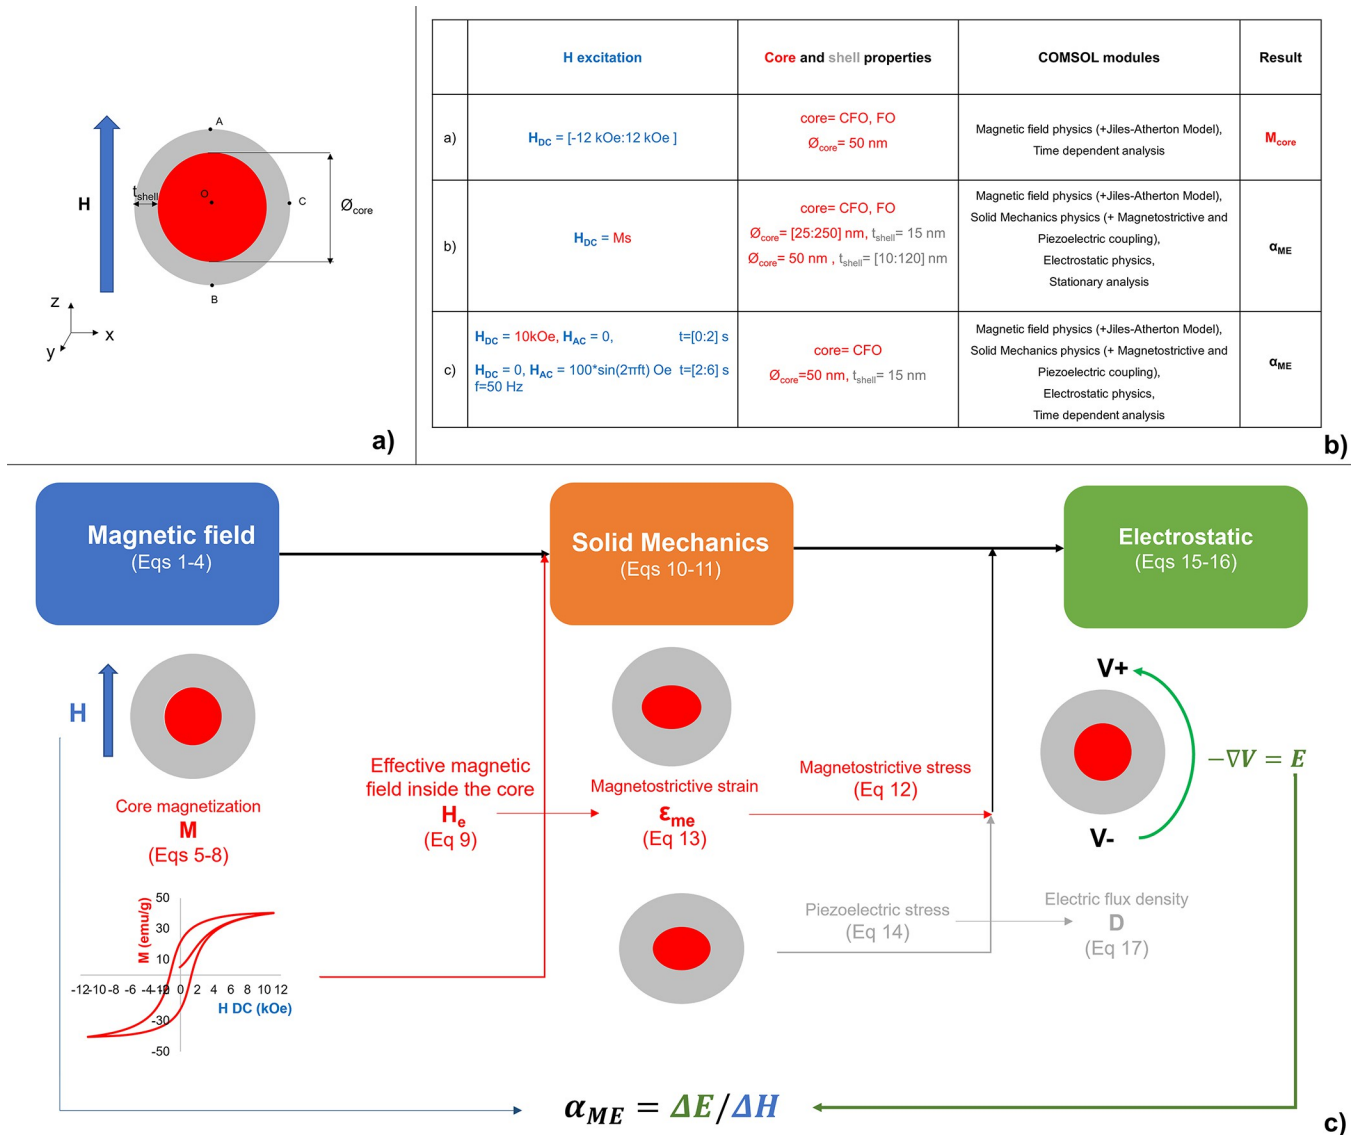 A
O
t_shell
C
H
Ø_core
B
z
x
y
a)
H excitation
Core and shell properties
COMSOL modules
Result
a)
H_DC = [-12 kOe:12 kOe ]
core= CFO, FO
Ø_core= 50 nm
Magnetic field physics (+Jiles-Atherton Model),
Time dependent analysis
M_core
b)
H_DC = Ms
core= CFO, FO
Ø_core= [25:250] nm, t_shell= 15 nm
Ø_core= 50 nm , t_shell= [10:120] nm
Magnetic field physics (+Jiles-Atherton Model),
Solid Mechanics physics (+ Magnetostrictive and
Piezoelectric coupling),
Electrostatic physics,
Stationary analysis
α_ME
c)
H_DC = 10kOe, H_AC = 0, t=[0:2] s
H_DC = 0, H_AC = 100*sin(2πft) Oe t=[2:6] s
f=50 Hz
core= CFO
Ø_core=50 nm, t_shell= 15 nm
Magnetic field physics (+Jiles-Atherton Model),
Solid Mechanics physics (+ Magnetostrictive and
Piezoelectric coupling),
Electrostatic physics,
Time dependent analysis
α_ME
b)
Magnetic field
(Eqs 1-4)
Solid Mechanics
(Eqs 10-11)
Electrostatic
(Eqs 15-16)
H
Core magnetization
M
(Eqs 5-8)
Effective magnetic
field inside the core
H_e
(Eq 9)
Magnetostrictive strain
ε_me
(Eq 13)
Magnetostrictive stress
(Eq 12)
V+
−∇V = E
V-
Piezoelectric stress
(Eq 14)
Electric flux density
D
(Eq 17)
M (emu/g)
50
30
10
-12 -10 -8 -6 -4 -2 0 2 4 6 8 10 12
-10
H DC (kOe)
-30
-50
α_ME = ΔE/ΔH
c)